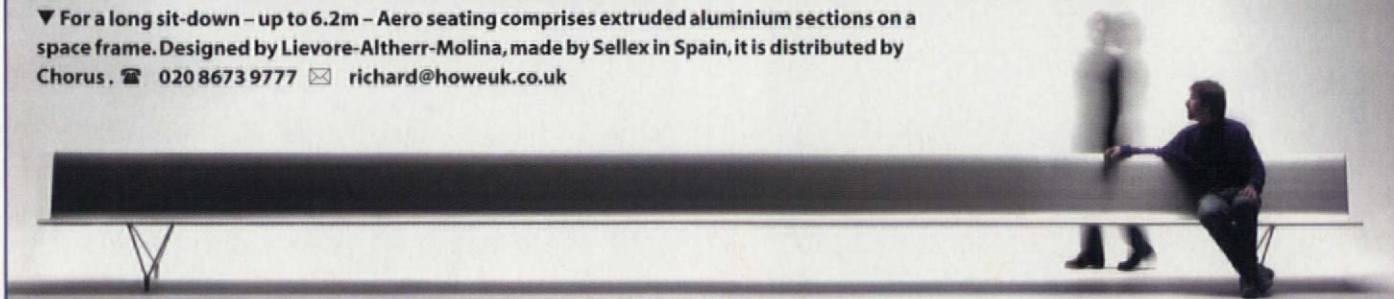 ▼ For a long sit-down – up to 6.2m – Aero seating comprises extruded aluminium sections on a
space frame. Designed by Lievore-Altherr-Molina, made by Sellex in Spain, it is distributed by
Chorus. ☎ 020 8673 9777 ✉ richard@howeuk.co.uk